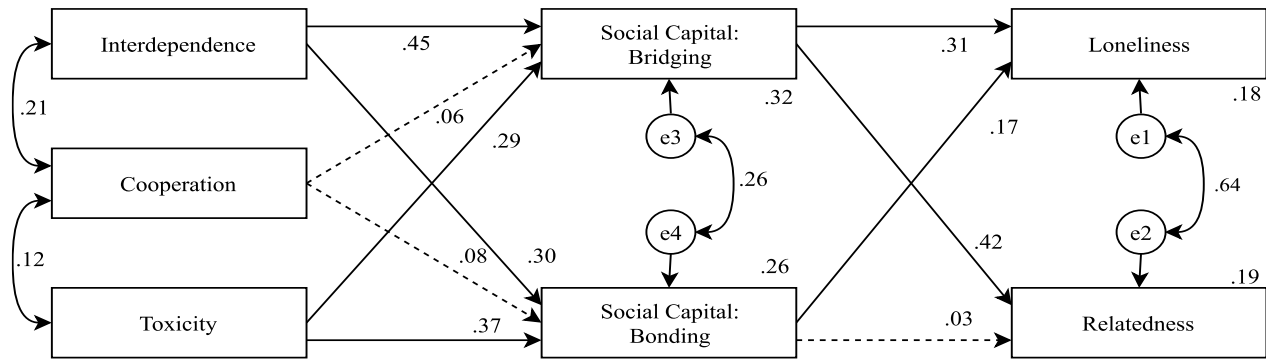 Interdependence
Cooperation
Toxicity
.21
.12
.45
.06
.29
.30
.08
.37
Social Capital:
Bridging
.32
e3
.26
e4
.26
Social Capital:
Bonding
.31
.17
.42
.03
Loneliness
.18
e1
.64
e2
.19
Relatedness